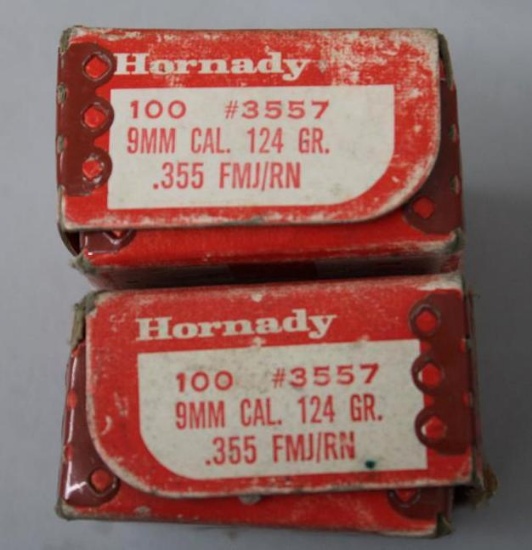 Hornady
100 #3557
9MM CAL. 124 GR.
.355 FMJ/RN
Hornady
100 #3557
9MM CAL. 124 GR.
.355 FMJ/RN